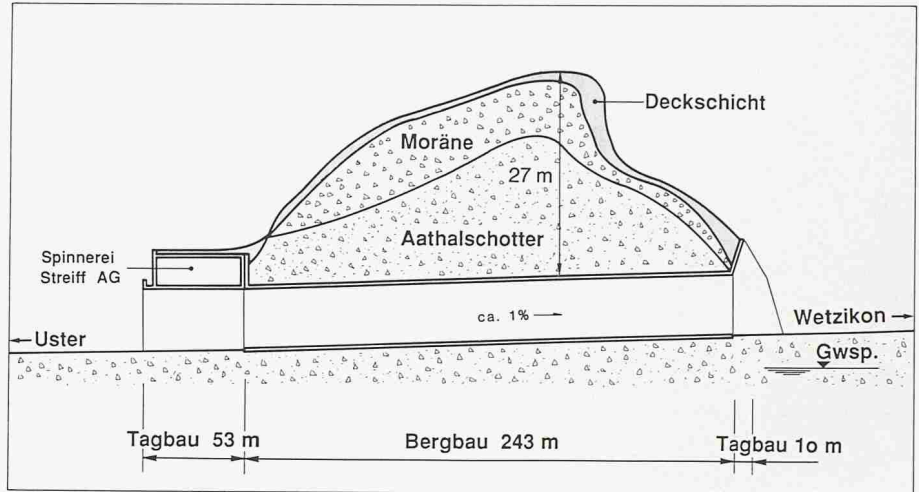 Deckschicht
Moräne
27 m
Aathalschotter
Spinnerei
Streiff AG
ca. 1%
Wetzikon
Uster
Gwsp.
Tagbau 53 m
Bergbau 243 m
Tagbau 1o m